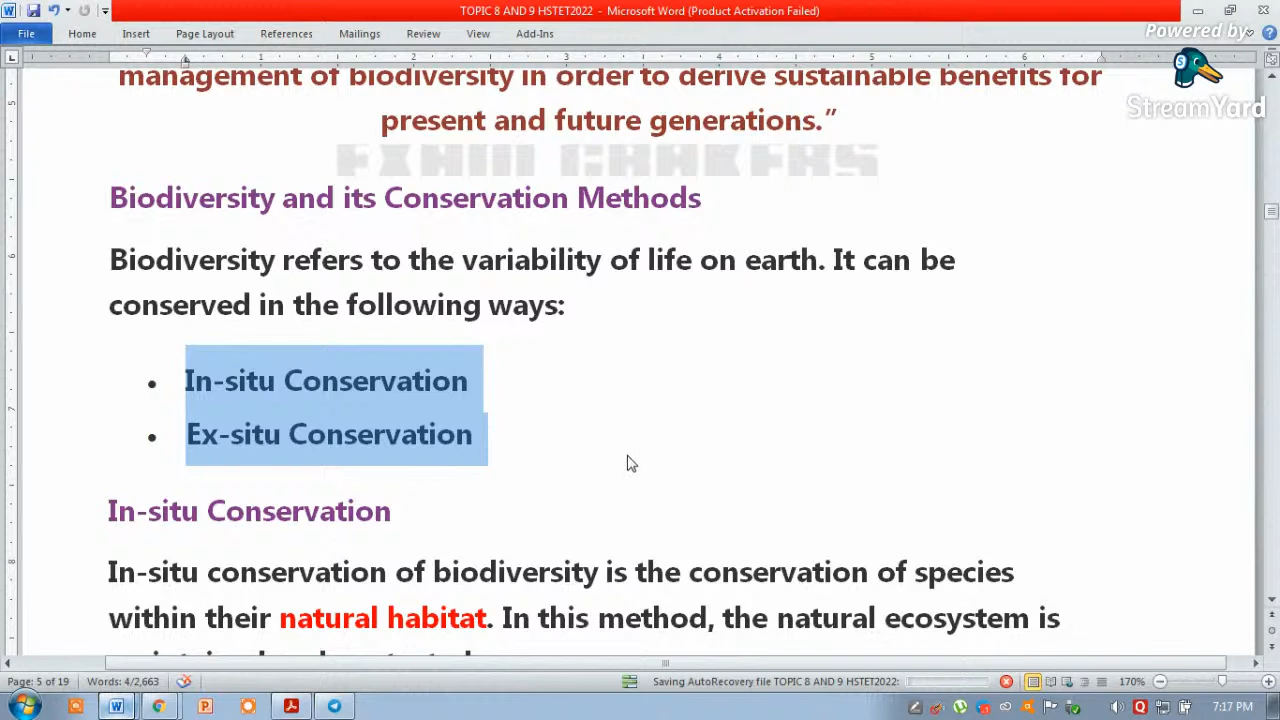 TOPIC 8 AND 9 HSTET2022 - Microsoft Word (Product Activation Failed)
File Home Insert Page Layout References Mailings Review View Add-Ins
Powered by
StreamYard
management of biodiversity in order to derive sustainable benefits for
present and future generations.”
EXAM CRAKERS
Biodiversity and its Conservation Methods
Biodiversity refers to the variability of life on earth. It can be
conserved in the following ways:
• In-situ Conservation
• Ex-situ Conservation
In-situ Conservation
In-situ conservation of biodiversity is the conservation of species
within their natural habitat. In this method, the natural ecosystem is
Page: 5 of 19 Words: 4/2,663 Saving AutoRecovery file TOPIC 8 AND 9 HSTET2022: 170%
7:17 PM